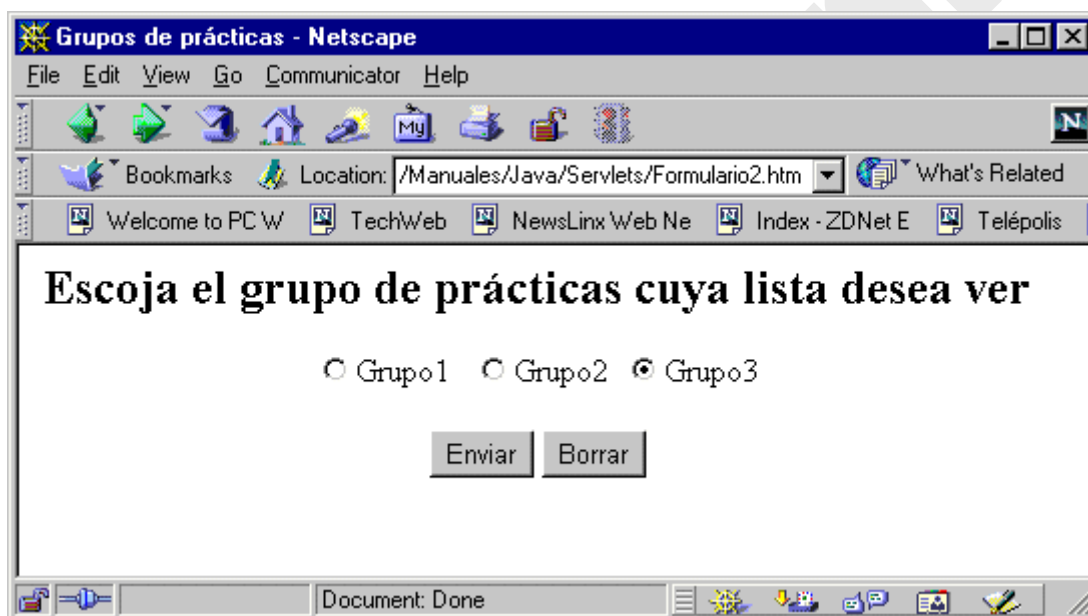 Grupos de prácticas - Netscape
File Edit View Go Communicator Help
My N
Bookmarks Location: /Manuales/Java/Servlets/Formulario2.htm What's Related
Welcome to PC W TechWeb NewsLinx Web Ne Index - ZDNet E Telépolis
Escoja el grupo de prácticas cuya lista desea ver
Grupo1 Grupo2 Grupo3
Enviar Borrar
Document: Done